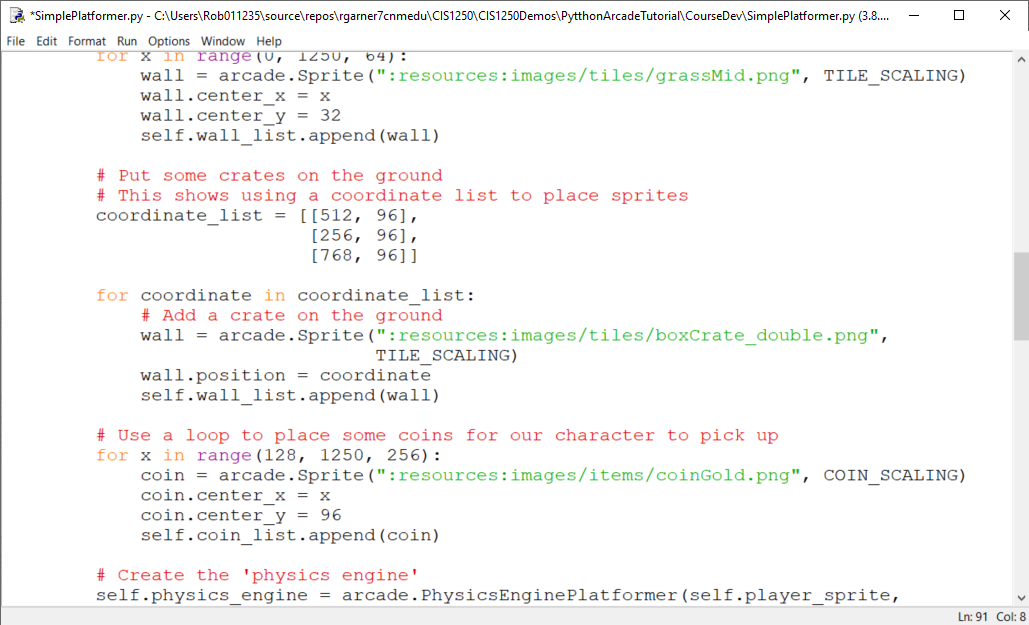 *SimplePlatformer.py - C:\Users\Rob011235\source\repos\rgarner7cnmedu\CIS1250\CIS1250Demos\PytthonArcadeTutorial\CourseDev\SimplePlatformer.py (3.8....
File Edit Format Run Options Window Help
for x in range(0, 1250, 64):
wall = arcade.Sprite(":resources:images/tiles/grassMid.png", TILE_SCALING)
wall.center_x = x
wall.center_y = 32
self.wall_list.append(wall)
# Put some crates on the ground
# This shows using a coordinate list to place sprites
coordinate_list = [[512, 96],
[256, 96],
[768, 96]]
for coordinate in coordinate_list:
# Add a crate on the ground
wall = arcade.Sprite(":resources:images/tiles/boxCrate_double.png",
TILE_SCALING)
wall.position = coordinate
self.wall_list.append(wall)
# Use a loop to place some coins for our character to pick up
for x in range(128, 1250, 256):
coin = arcade.Sprite(":resources:images/items/coinGold.png", COIN_SCALING)
coin.center_x = x
coin.center_y = 96
self.coin_list.append(coin)
# Create the 'physics engine'
self.physics_engine = arcade.PhysicsEnginePlatformer(self.player_sprite,
Ln: 91 Col: 8